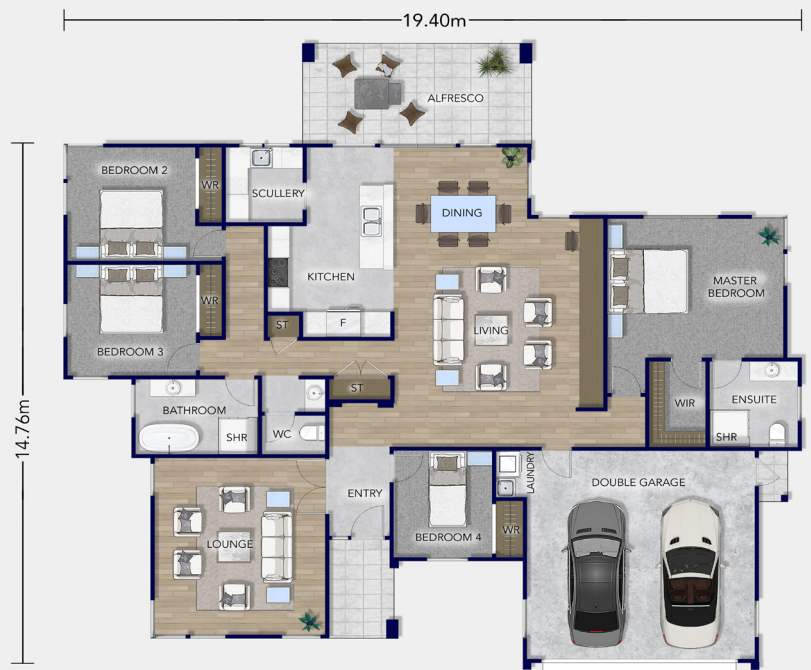 19.40m
ALFRESCO
BEDROOM 2
WR
SCULLERY
DINING
KITCHEN
MASTER
BEDROOM
WR
ST
F
LIVING
BEDROOM 3
ST
WIR
ENSUITE
BATHROOM
SHR
WC
SHR
14.76m
ENTRY
LAUNDRY
DOUBLE GARAGE
LOUNGE
BEDROOM 4
WR